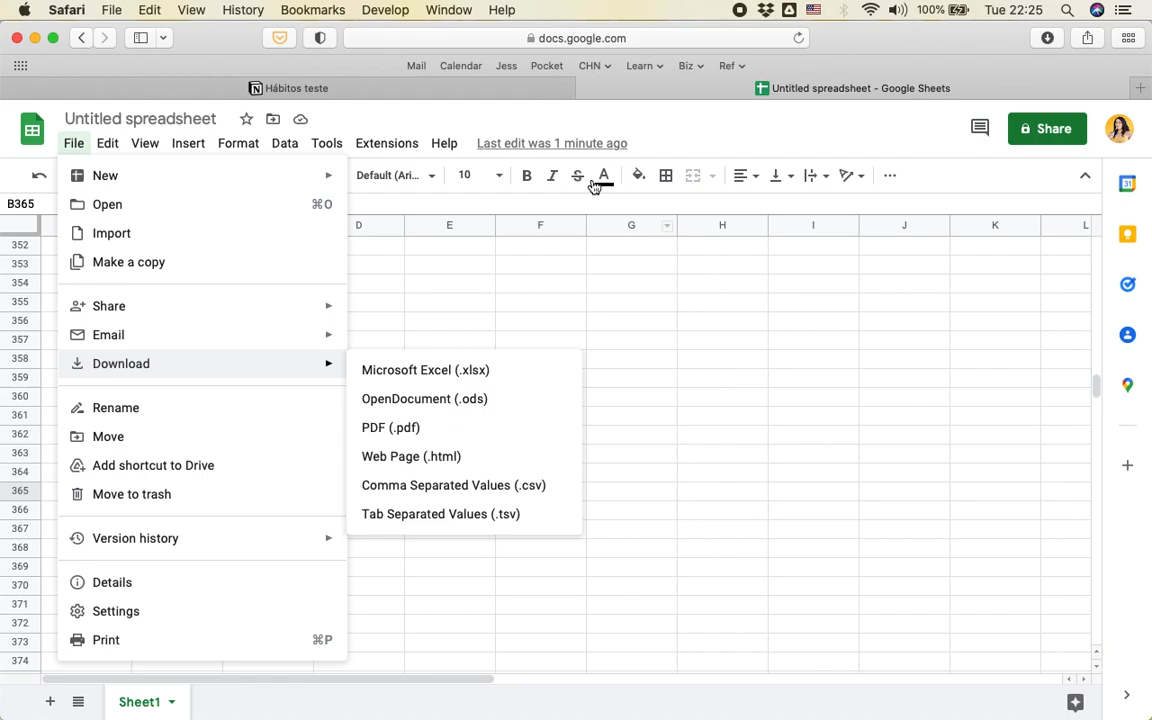 Safari File Edit View History Bookmarks Develop Window Help 100% Tue 22:25
docs.google.com
Mail Calendar Jess Pocket CHN Learn Biz Ref
Hábitos teste Untitled spreadsheet - Google Sheets
Untitled spreadsheet
Share
File Edit View Insert Format Data Tools Extensions Help Last edit was 1 minute ago
Default (Ari... 10 B I S A
B365
D E F G H I J K L
352
353
354
355
356
357
358
359
360
361
362
363
364
365
366
367
368
369
370
371
372
373
374
New
Open ⌘O
Import
Make a copy
Share
Email
Download
Rename
Move
Add shortcut to Drive
Move to trash
Version history
Details
Settings
Print ⌘P
Microsoft Excel (.xlsx)
OpenDocument (.ods)
PDF (.pdf)
Web Page (.html)
Comma Separated Values (.csv)
Tab Separated Values (.tsv)
31
Sheet1